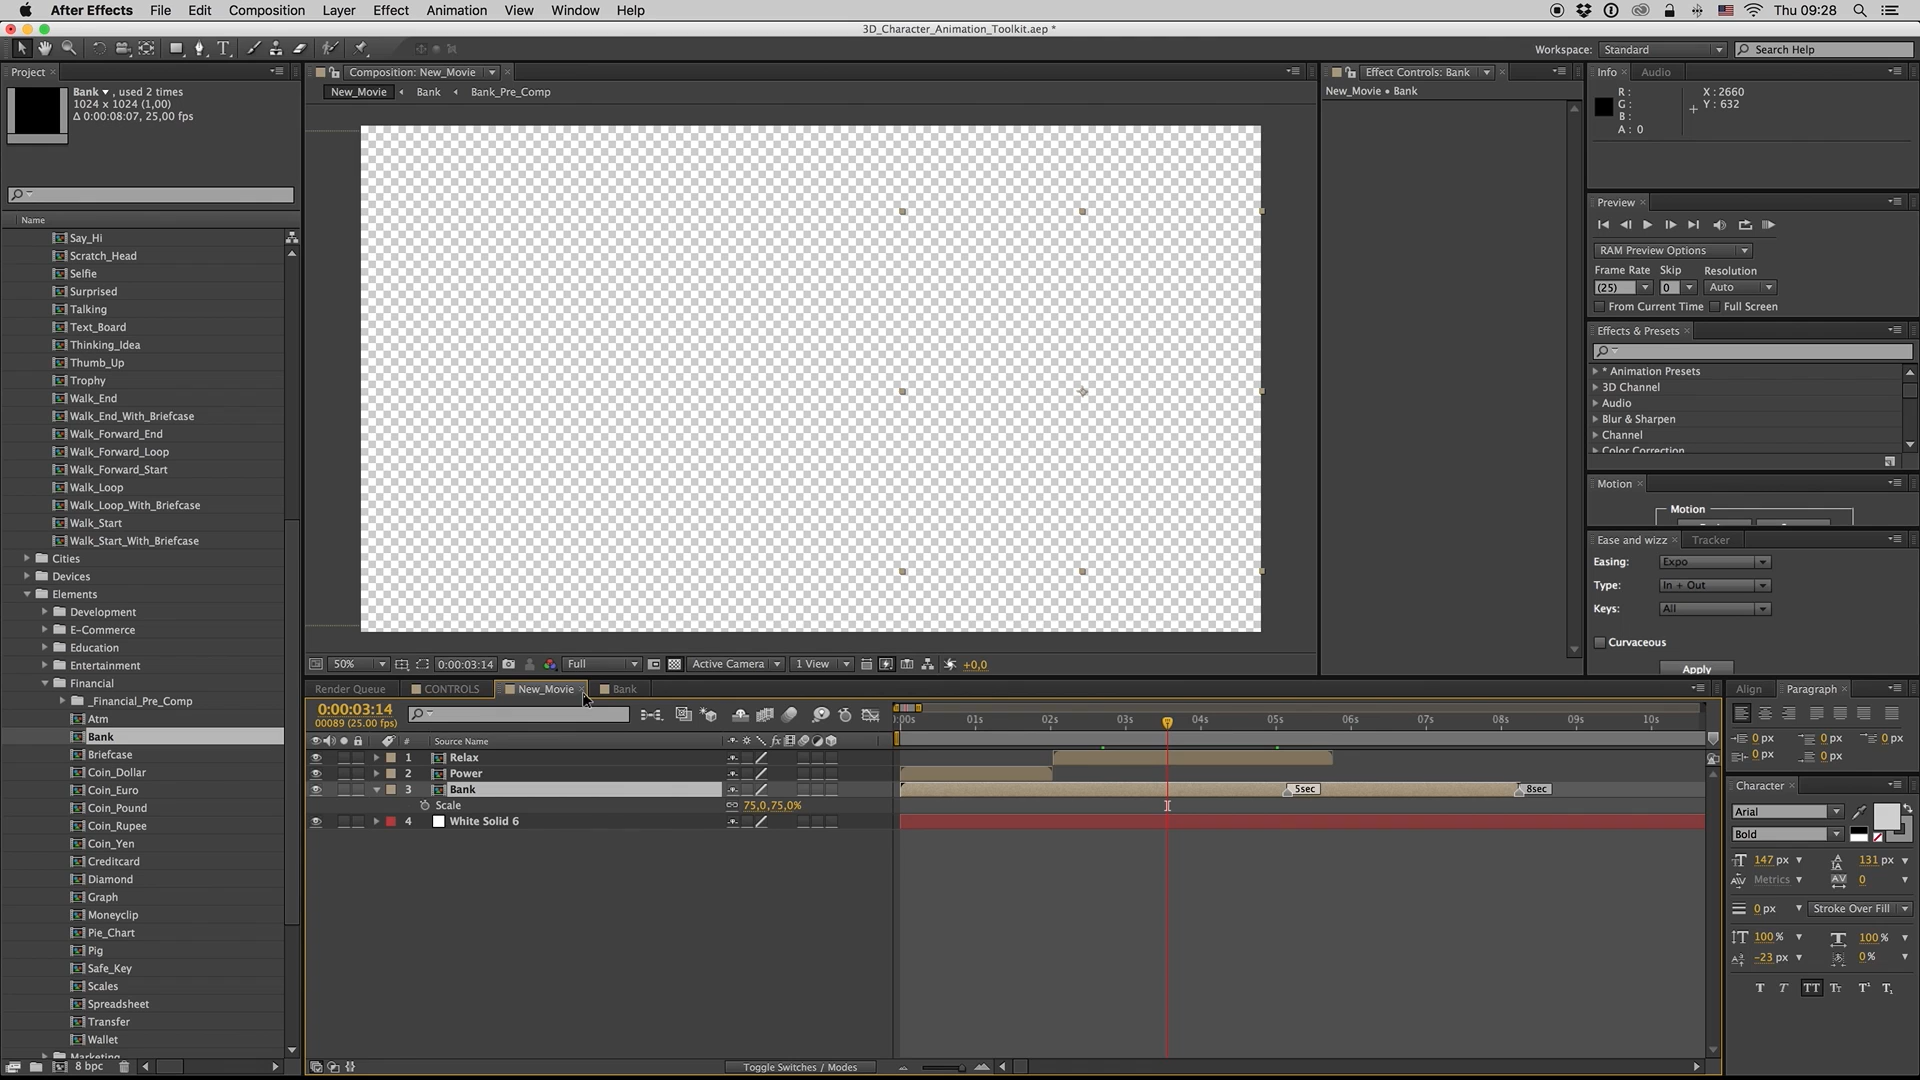 After Effects File Edit Composition Layer Effect Animation View Window Help Thu 09:28
3D_Character_Animation_Toolkit.aep *
Workspace: Standard Search Help
Project
Bank ▾ , used 2 times
1024 x 1024 (1,00)
Δ 0:00:08:07, 25,00 fps
Name
Say_Hi
Scratch_Head
Selfie
Surprised
Talking
Text_Board
Thinking_Idea
Thumb_Up
Trophy
Walk_End
Walk_End_With_Briefcase
Walk_Forward_End
Walk_Forward_Loop
Walk_Forward_Start
Walk_Loop
Walk_Loop_With_Briefcase
Walk_Start
Walk_Start_With_Briefcase
Cities
Devices
Elements
Development
E-Commerce
Education
Entertainment
Financial
_Financial_Pre_Comp
Atm
Bank
Briefcase
Coin_Dollar
Coin_Euro
Coin_Pound
Coin_Rupee
Coin_Yen
Creditcard
Diamond
Graph
Moneyclip
Pie_Chart
Pig
Safe_Key
Scales
Spreadsheet
Transfer
Wallet
Marketing
8 bpc
Composition: New_Movie
New_Movie Bank Bank_Pre_Comp
50% 0:00:03:14 Full Active Camera 1 View +0,0
Effect Controls: Bank
New_Movie • Bank
Info Audio
R :
G :
B :
A : 0
X : 2660
Y : 632
Preview
RAM Preview Options
Frame Rate Skip Resolution
(25) 0 Auto
From Current Time Full Screen
Effects & Presets
* Animation Presets
3D Channel
Audio
Blur & Sharpen
Channel
Color Correction
Motion
Motion
Ease and wizz Tracker
Easing: Expo
Type: In + Out
Keys: All
Curvaceous
Apply
Render Queue CONTROLS New_Movie Bank
0:00:03:14
00089 (25.00 fps)
:00s 01s 02s 03s 04s 05s 06s 07s 08s 09s 10s
# Source Name
1 Relax
2 Power
3 Bank 5sec 8sec
Scale 75,0,75,0%
4 White Solid 6
Toggle Switches / Modes
Align Paragraph
0 px 0 px 0 px
0 px 0 px
Character
Arial
Bold
147 px 131 px
Metrics 0
0 px Stroke Over Fill
100 % 100 %
-23 px 0 %
T T TT Tt T¹ T₁